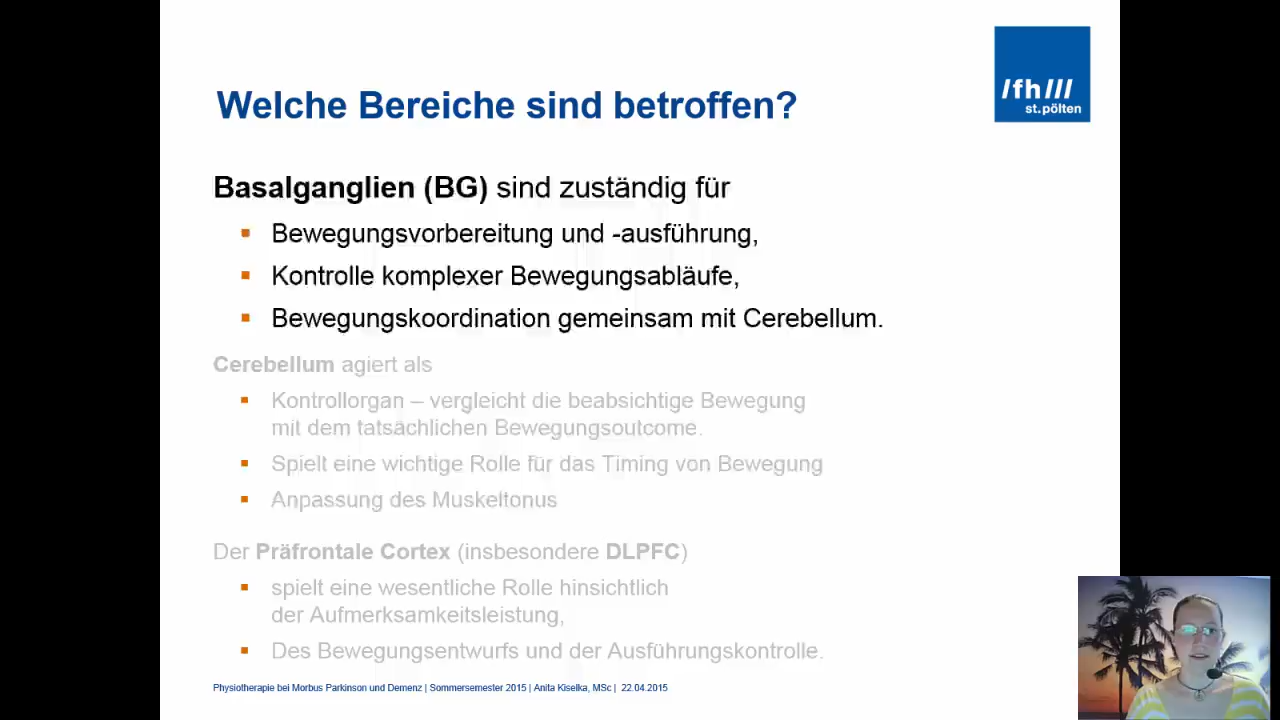 /fh///
st.pölten
Welche Bereiche sind betroffen?
Basalganglien (BG) sind zuständig für
Bewegungsvorbereitung und -ausführung,
Kontrolle komplexer Bewegungsabläufe,
Bewegungskoordination gemeinsam mit Cerebellum.
Cerebellum agiert als
Kontrollorgan – vergleicht die beabsichtige Bewegung
mit dem tatsächlichen Bewegungsoutcome.
Spielt eine wichtige Rolle für das Timing von Bewegung
Anpassung des Muskeltonus
Der Präfrontale Cortex (insbesondere DLPFC)
spielt eine wesentliche Rolle hinsichtlich
der Aufmerksamkeitsleistung,
Des Bewegungsentwurfs und der Ausführungskontrolle.
Physiotherapie bei Morbus Parkinson und Demenz | Sommersemester 2015 | Anita Kiselka, MSc | 22.04.2015